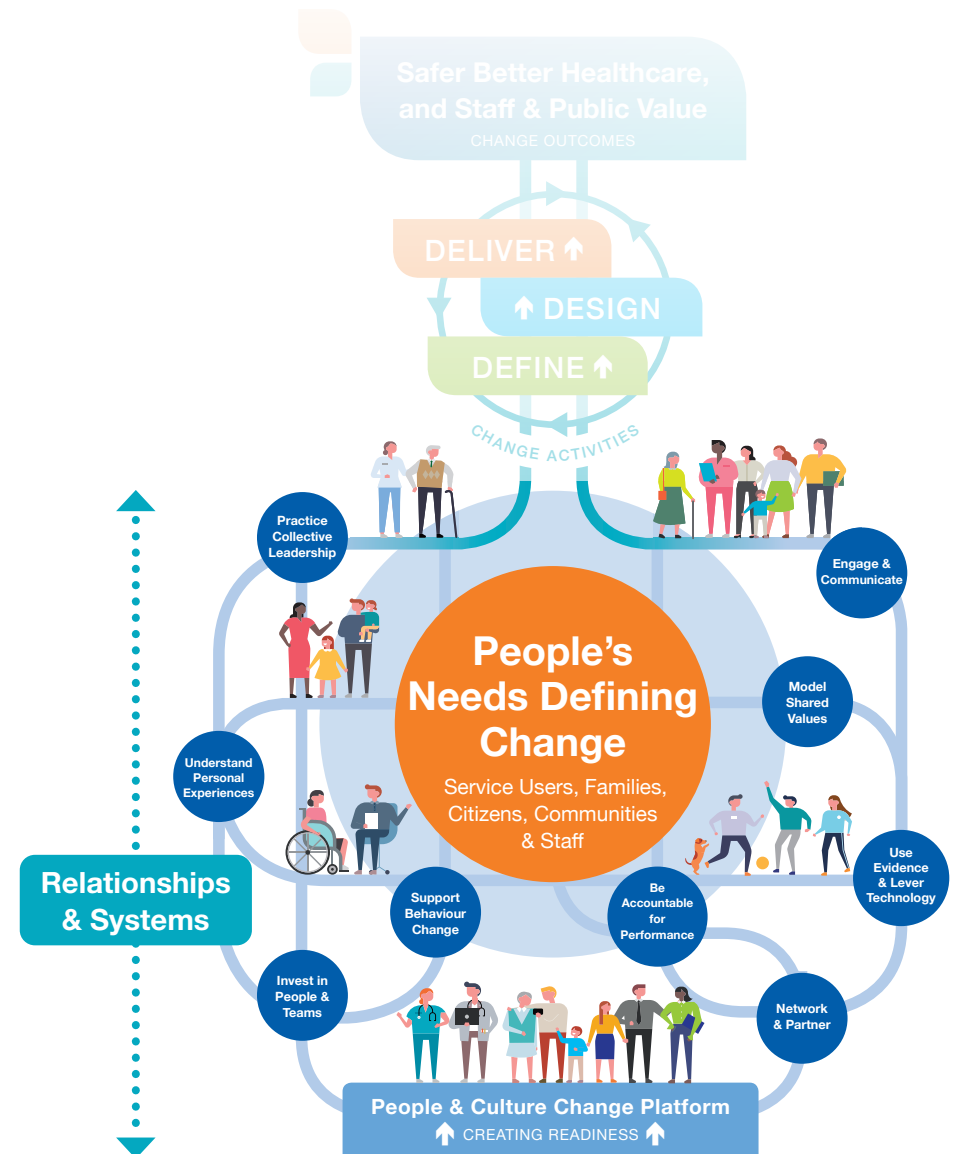 Safer Better Healthcare,
and Staff & Public Value
CHANGE OUTCOMES
DELIVER
DESIGN
DEFINE
CHANGE ACTIVITIES
Practice
Collective
Leadership
Engage &
Communicate
People's
Needs Defining
Change
Service Users, Families,
Citizens, Communities
& Staff
Model
Shared
Values
Understand
Personal
Experiences
Relationships
& Systems
Support
Behaviour
Change
Be
Accountable
for
Performance
Use
Evidence
& Lever
Technology
Invest in
People &
Teams
Network
& Partner
People & Culture Change Platform
CREATING READINESS